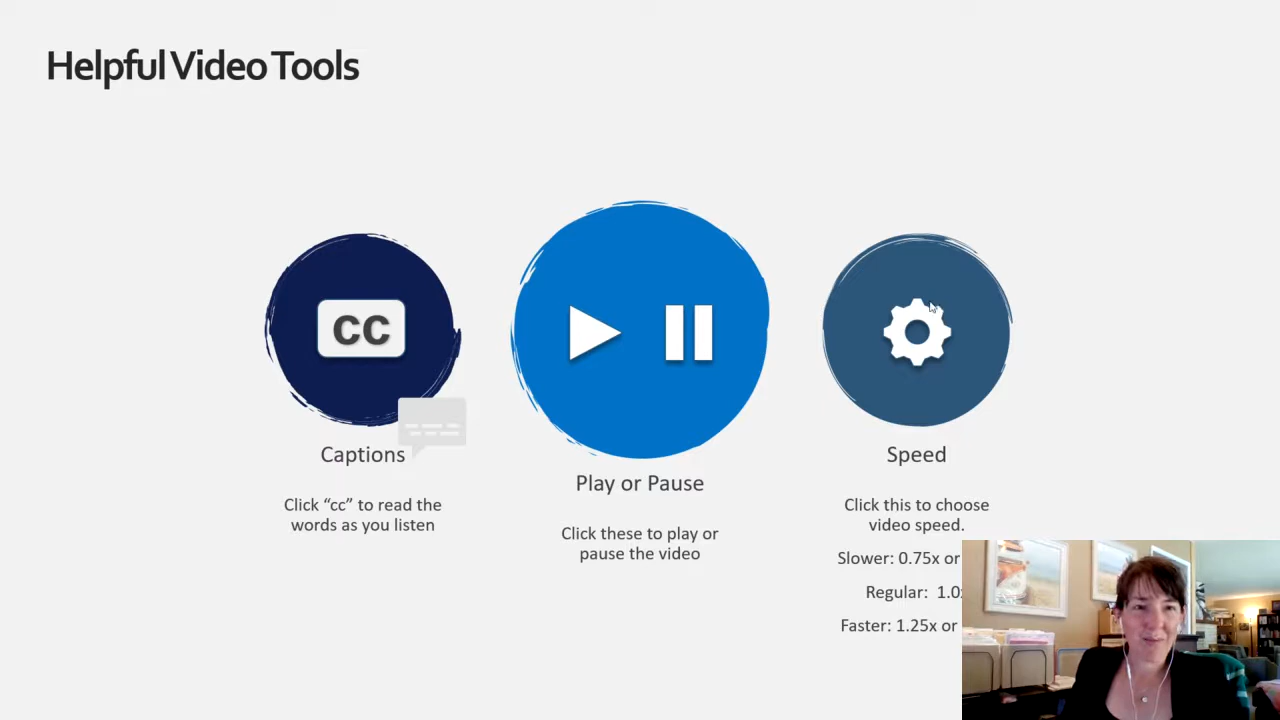 Helpful Video Tools
CC
Captions
Click “cc” to read the
words as you listen
Play or Pause
Click these to play or
pause the video
Speed
Click this to choose
video speed.
Slower: 0.75x or
Regular: 1.0
Faster: 1.25x or